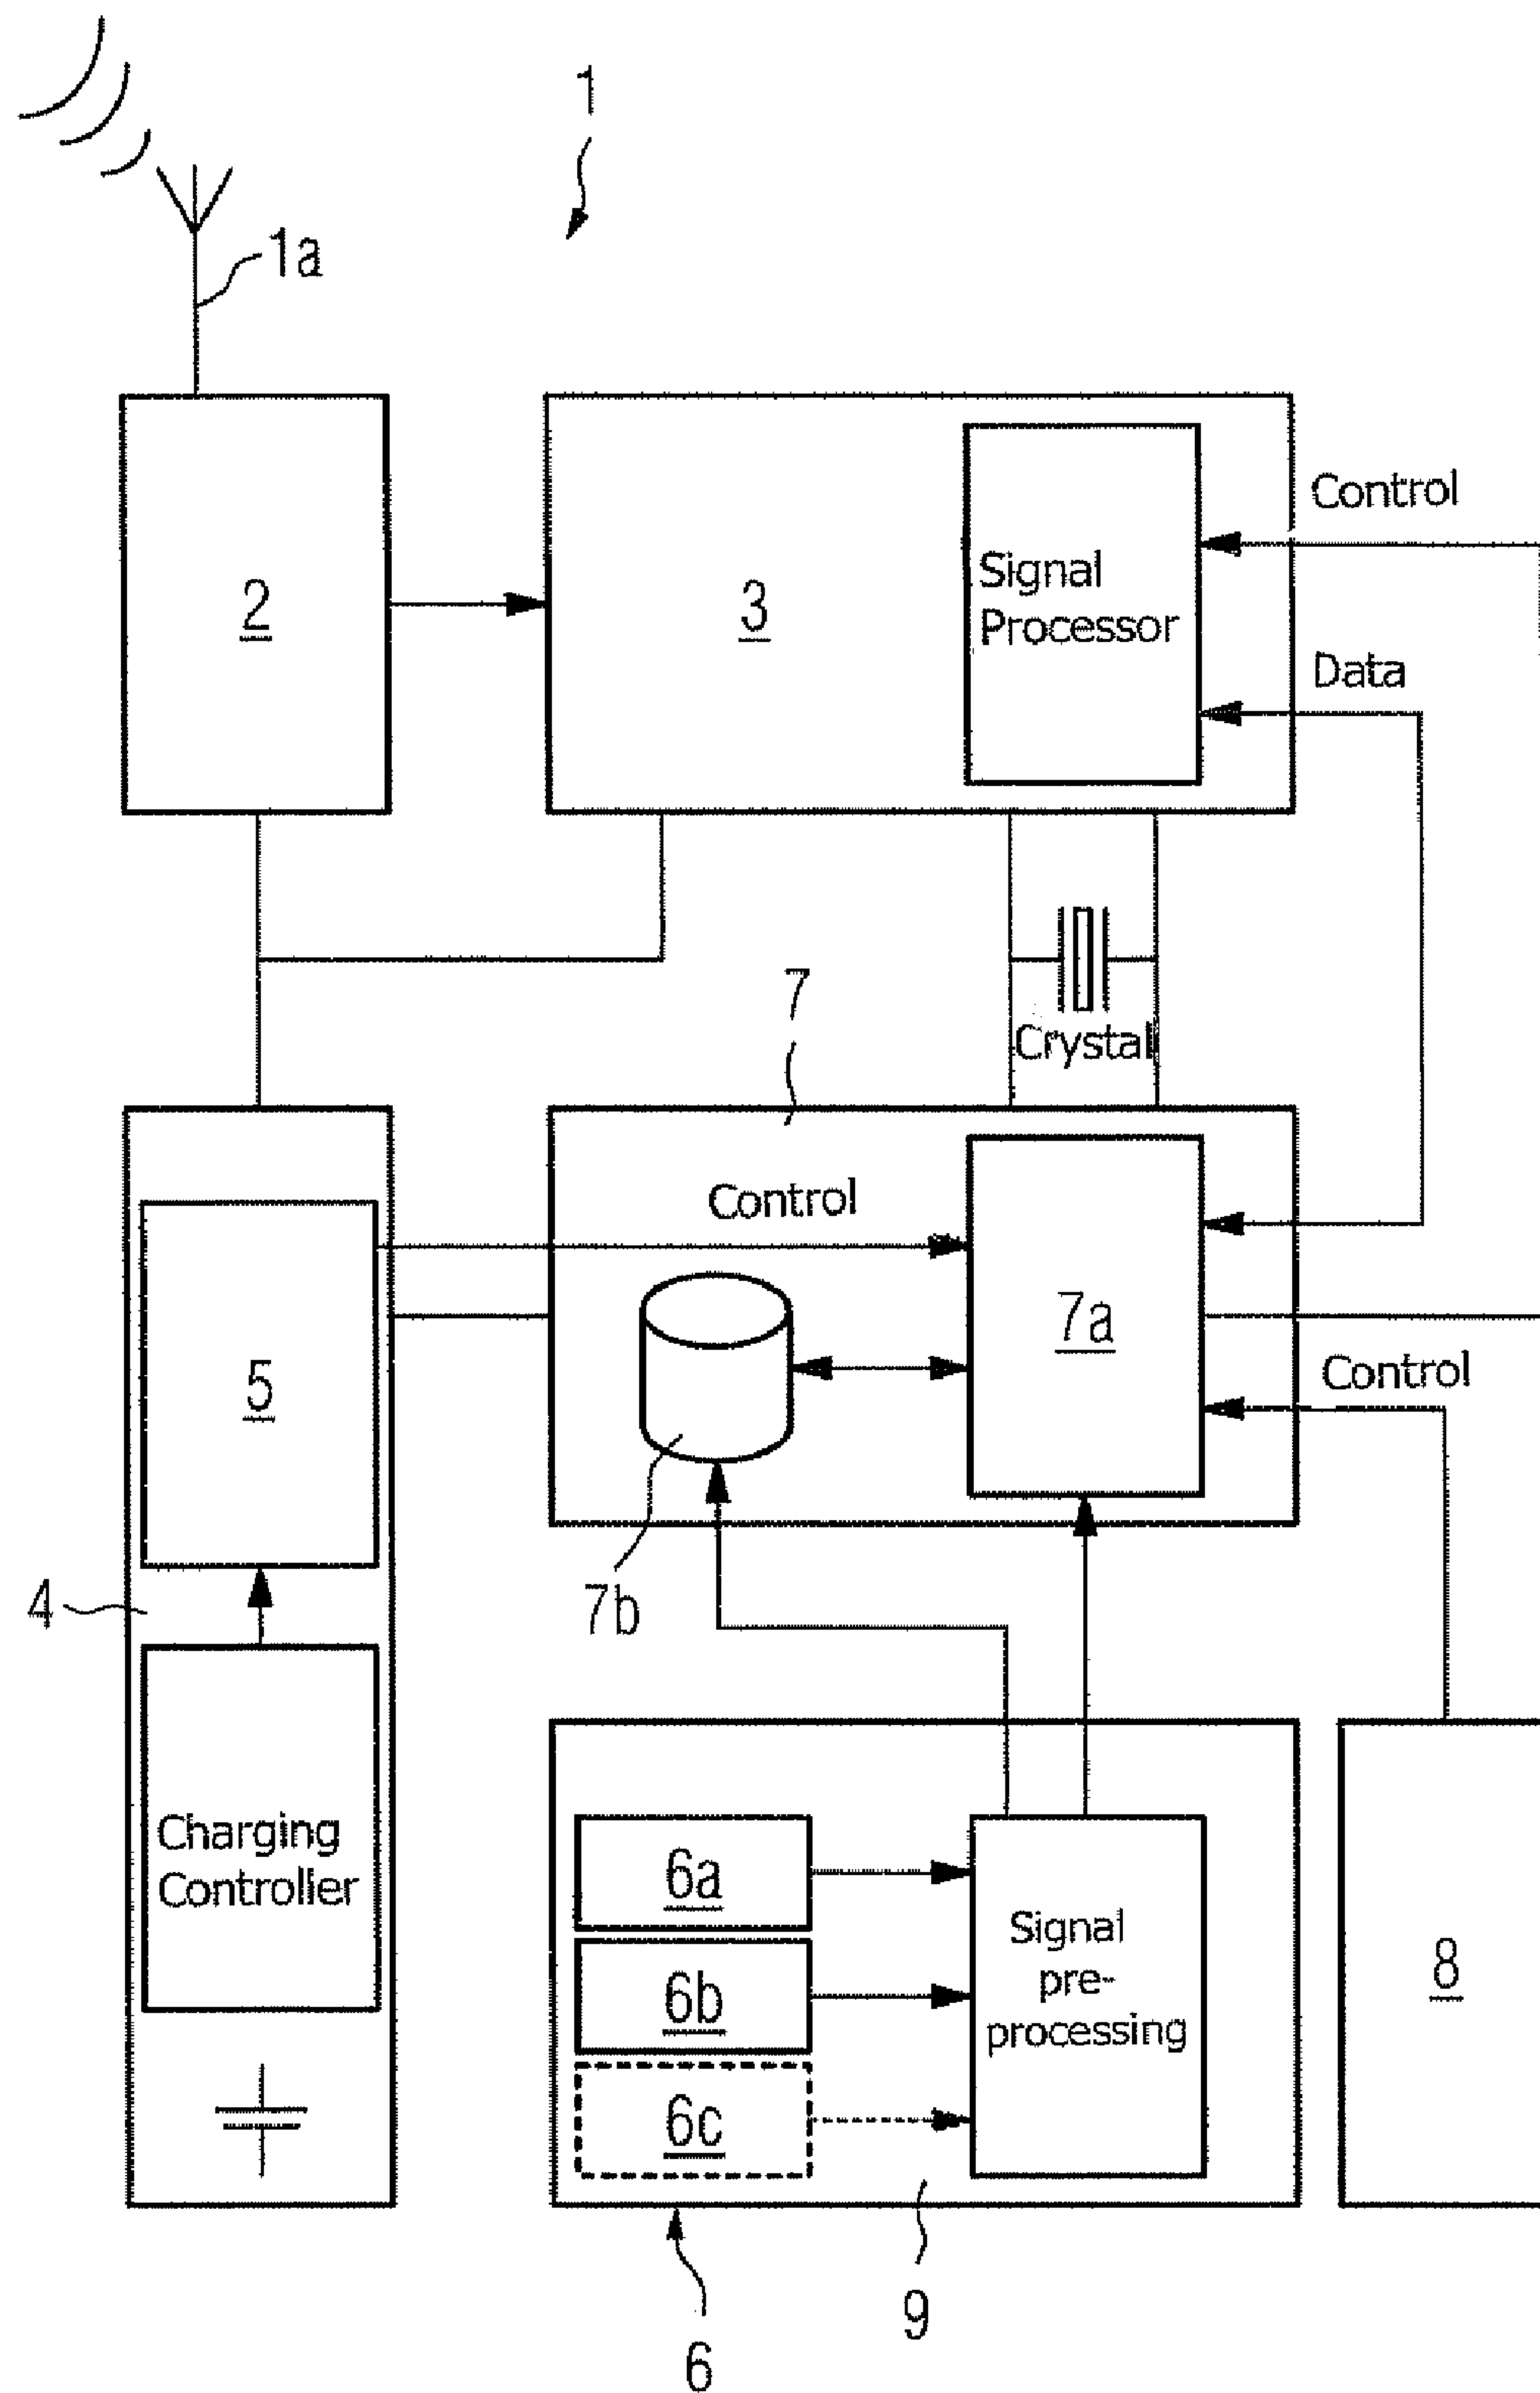 1
1a
Control
2
3
Signal
Processor
Data
7
Crystal
Control
7a
5
Control
7b
4
Charging
Controller
6a
Signal
pre-
processing
6b
8
6c
9
6